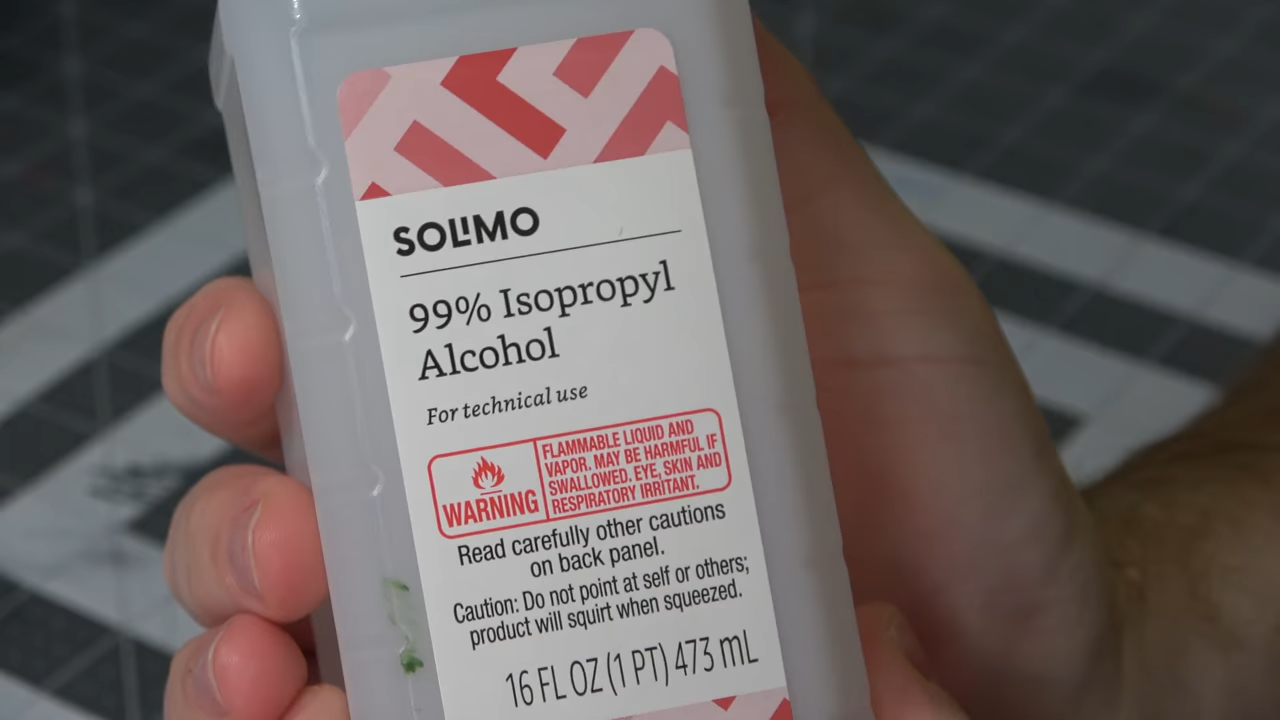 SOLIMO
99% Isopropyl
Alcohol
For technical use
WARNING
FLAMMABLE LIQUID AND
VAPOR. MAY BE HARMFUL IF
SWALLOWED. EYE, SKIN AND
RESPIRATORY IRRITANT.
Read carefully other cautions
on back panel.
Caution: Do not point at self or others;
product will squirt when squeezed.
16 FL OZ (1 PT) 473 mL